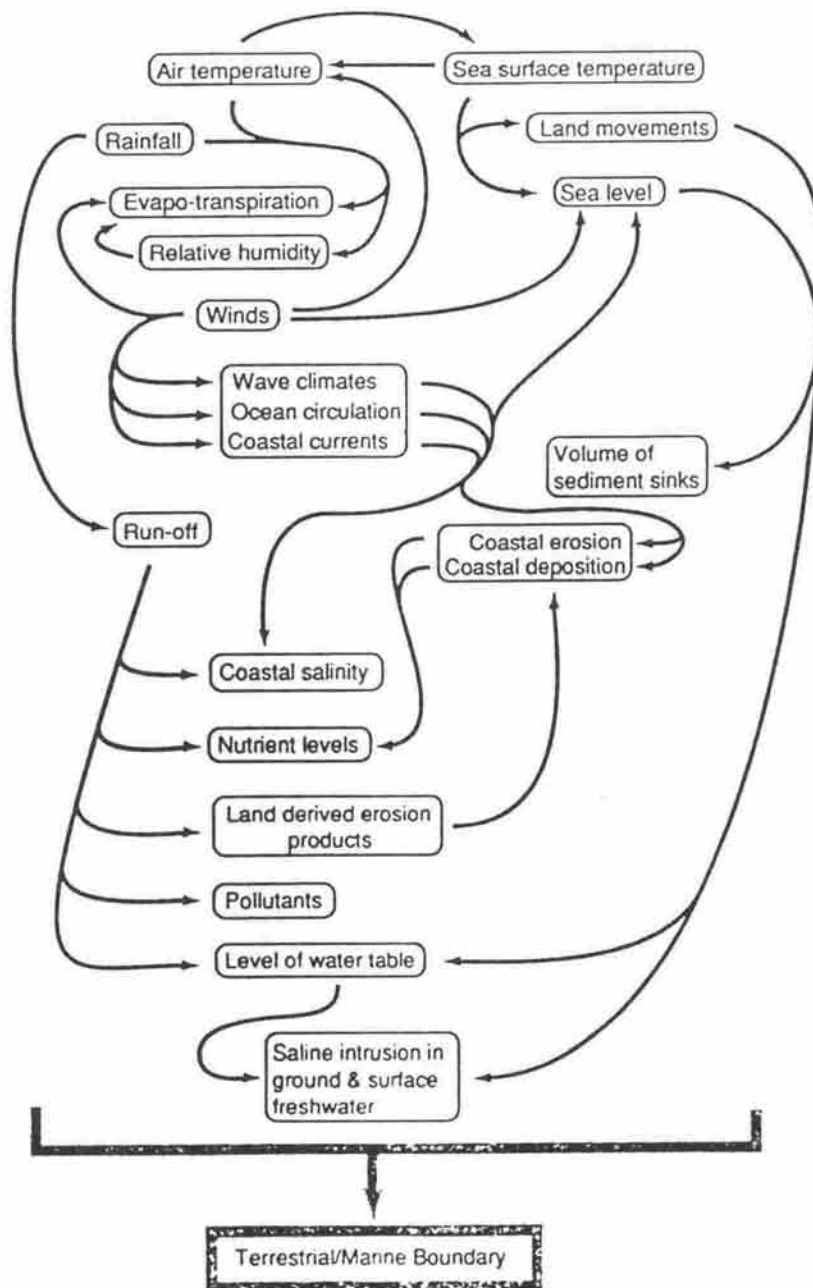 Air temperature
Sea surface temperature
Land movements
Rainfall
Sea level
Evapo-transpiration
Relative humidity
Winds
Wave climates
Ocean circulation
Coastal currents
Volume of
sediment sinks
Run-off
Coastal erosion
Coastal deposition
Coastal salinity
Nutrient levels
Land derived erosion
products
Pollutants
Level of water table
Saline intrusion in
ground & surface
freshwater
Terrestrial/Marine Boundary